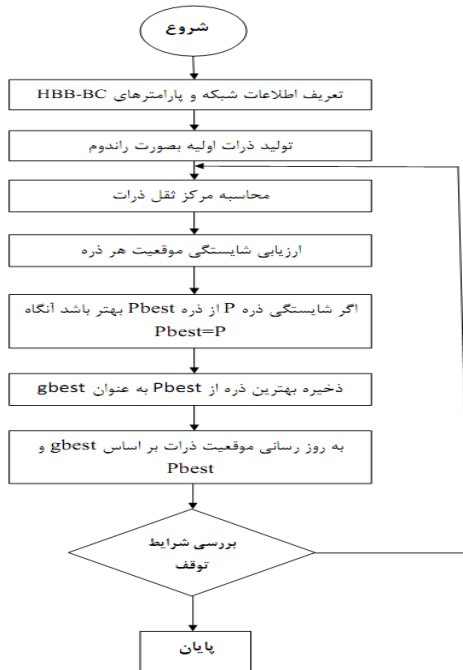 شروع
تعریف اطلاعات شبکه و پارامترهای HBB-BC
تولید ذرات اولیه بصورت راندوم
محاسبه مرکز ثقل ذرات
ارزیابی شایستگی موقعیت هر ذره
اگر شایستگی ذره P از ذره Pbest بهتر باشد آنگاه
Pbest=P
ذخیره بهترین ذره از Pbest به عنوان gbest
به روز رسانی موقعیت ذرات بر اساس gbest و
Pbest
بررسی شرایط
توقف
پایان